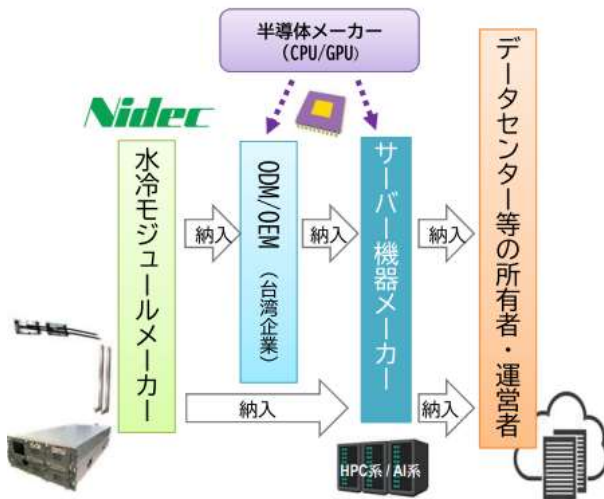 半導体メーカー
(CPU/GPU)
Nidec
水冷モジュールメーカー
ODM/OEM (台湾企業)
サーバー機器メーカー
データセンター等の所有者・運営者
納入
納入
納入
納入
納入
HPC系/AI系